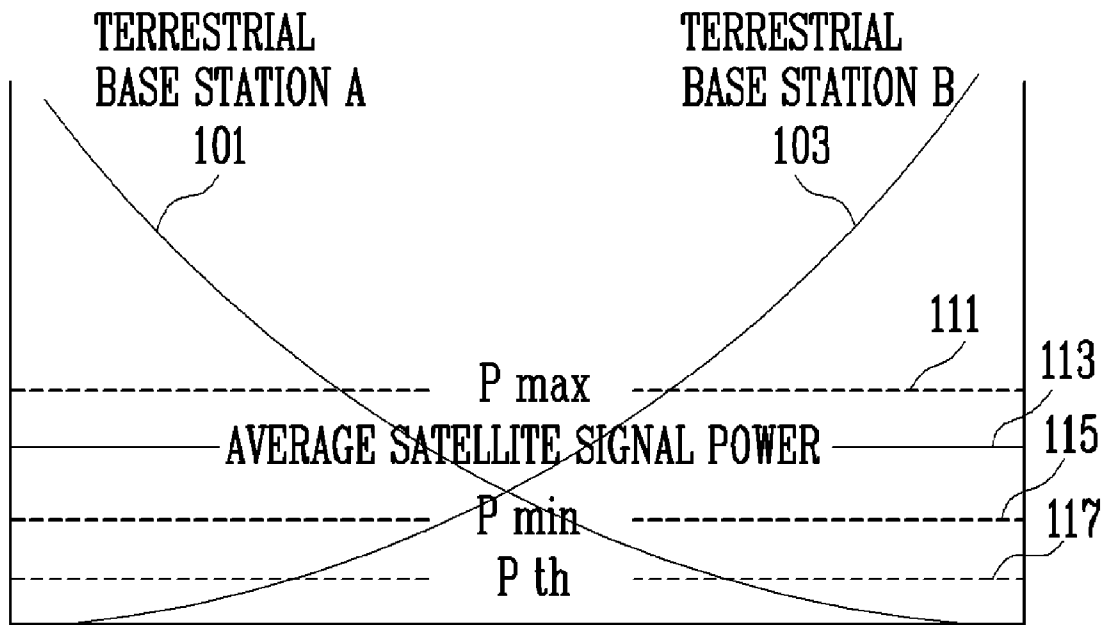 TERRESTRIAL
BASE STATION A
101
TERRESTRIAL
BASE STATION B
103
111
P max
113
AVERAGE SATELLITE SIGNAL POWER
115
P min
117
P th